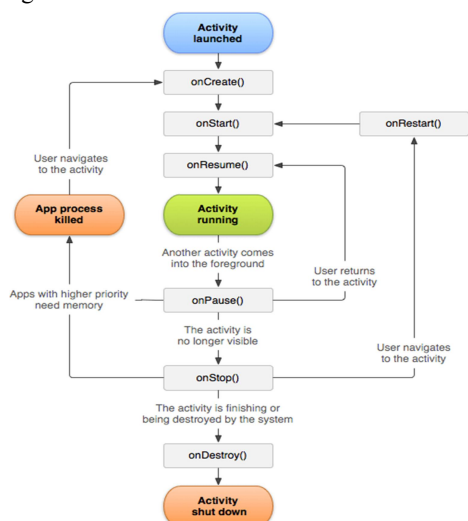 Activity
launched
onCreate()
onStart()
onRestart()
User navigates
to the activity
onResume()
App process
killed
Activity
running
Another activity comes
into the foreground
User returns
to the activity
Apps with higher priority
need memory
onPause()
The activity is
no longer visible
User navigates
to the activity
onStop()
The activity is finishing or
being destroyed by the system
onDestroy()
Activity
shut down